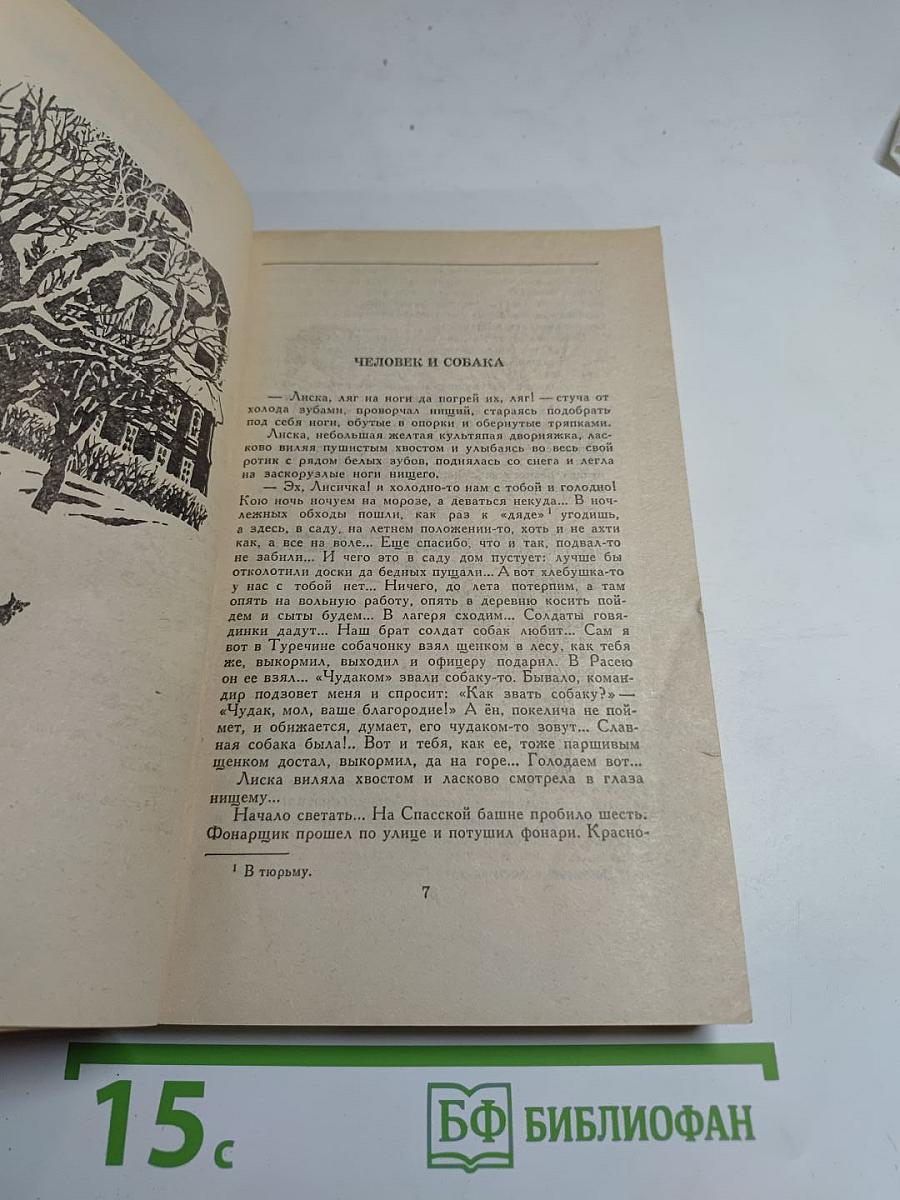 ЧЕЛОВЕК И СОБАКА
— Лиска, ляг на ноги да погрей их, ляг! — стуча от
холода зубами, проворчал нищий, стараясь подобрать
под себя ноги, обутые в опорки и обернутые тряпками.
Лиска, небольшая желтая культяпая дворняжка, лас-
ково виляя пушистым хвостом и улыбаясь во весь свой
ротик с рядом белых зубов, поднялась со снега и легла
на заскорузлые ноги нищего.
— Эх, Лисичка! и холодно-то нам с тобой и голодно!
Кою ночь ночуем на морозе, а деваться некуда... В ноч-
лежных обходы пошли, как раз к «дяде»¹ угодишь,
а здесь, в саду, на летнем положении-то, хоть и не ахти
как, а все на воле... Еще спасибо, что и так, подвал-то
не забили... И чего это в саду дом пустует: лучше бы
отколотили доски да бедных пущали... А вот хлебушка-то
у нас с тобой нет... Ничего, до лета потерпим, а там
опять на вольную работу, опять в деревню косить пой-
дем и сыты будем... В лагеря сходим... Солдаты говя-
динки дадут... Наш брат солдат собак любит... Сам я
вот в Туречине собачонку взял щенком в лесу, как тебя
же, выкормил, выходил и офицеру подарил. В Расею
он ее взял... «Чудаком» звали собаку-то. Бывало, коман-
дир подзовет меня и спросит: «Как звать собаку?» —
«Чудак, мол, ваше благородие!» А ён, покелича не пой-
мет, и обижается, думает, его чудаком-то зовут... Слав-
ная собака была!.. Вот и тебя, как ее, тоже паршивым
щенком достал, выкормил, да на горе... Голодаем вот...
Лиска виляла хвостом и ласково смотрела в глаза
нищему...
Начало светать... На Спасской башне пробило шесть.
Фонарщик прошел по улице и потушил фонари. Красно-
¹ В тюрьму.
7
15 с
БФ БИБЛИОФАН